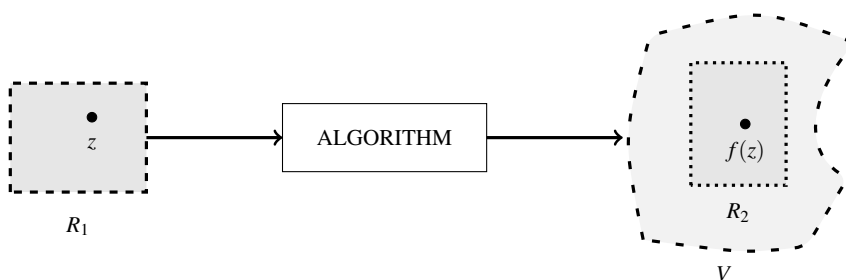 z
R₁
ALGORITHM
f(z)
R₂
V